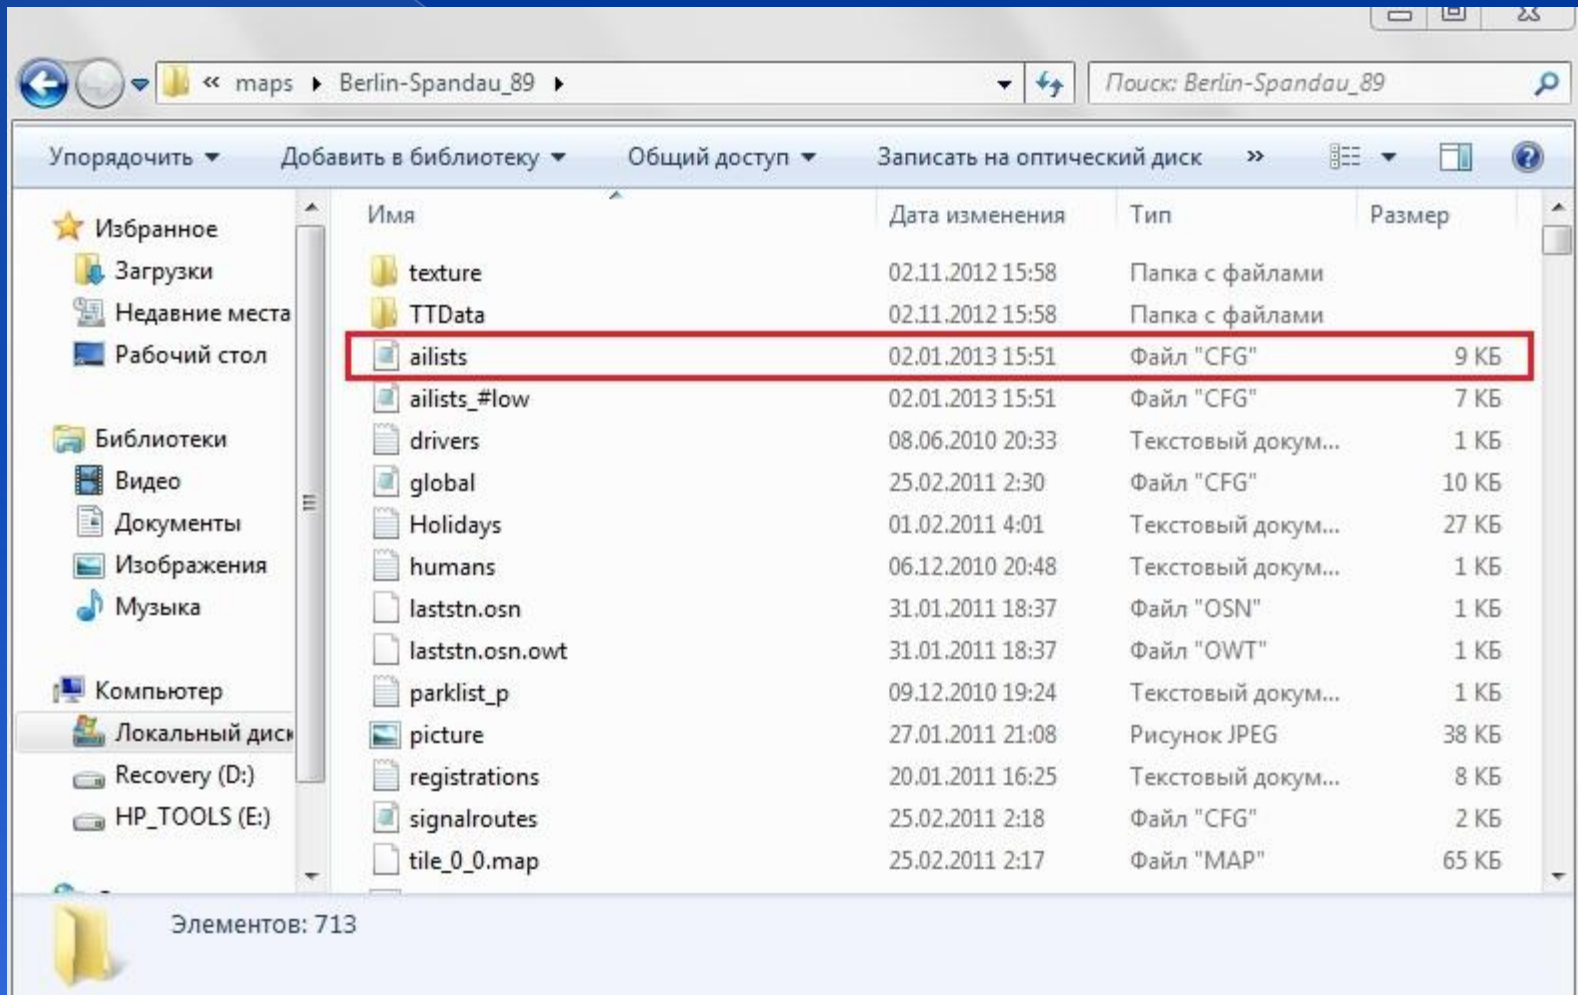 « maps Berlin-Spandau_89 Поиск: Berlin-Spandau_89
Упорядочить Добавить в библиотеку Общий доступ Записать на оптический диск »
Избранное
Загрузки
Недавние места
Рабочий стол
Библиотеки
Видео
Документы
Изображения
Музыка
Компьютер
Локальный диск
Recovery (D:)
HP_TOOLS (E:)
Имя Дата изменения Тип Размер
texture 02.11.2012 15:58 Папка с файлами
TTData 02.11.2012 15:58 Папка с файлами
ailists 02.01.2013 15:51 Файл "CFG" 9 КБ
ailists_#low 02.01.2013 15:51 Файл "CFG" 7 КБ
drivers 08.06.2010 20:33 Текстовый докум... 1 КБ
global 25.02.2011 2:30 Файл "CFG" 10 КБ
Holidays 01.02.2011 4:01 Текстовый докум... 27 КБ
humans 06.12.2010 20:48 Текстовый докум... 1 КБ
laststn.osn 31.01.2011 18:37 Файл "OSN" 1 КБ
laststn.osn.owt 31.01.2011 18:37 Файл "OWT" 1 КБ
parklist_p 09.12.2010 19:24 Текстовый докум... 1 КБ
picture 27.01.2011 21:08 Рисунок JPEG 38 КБ
registrations 20.01.2011 16:25 Текстовый докум... 8 КБ
signalroutes 25.02.2011 2:18 Файл "CFG" 2 КБ
tile_0_0.map 25.02.2011 2:17 Файл "MAP" 65 КБ
Элементов: 713